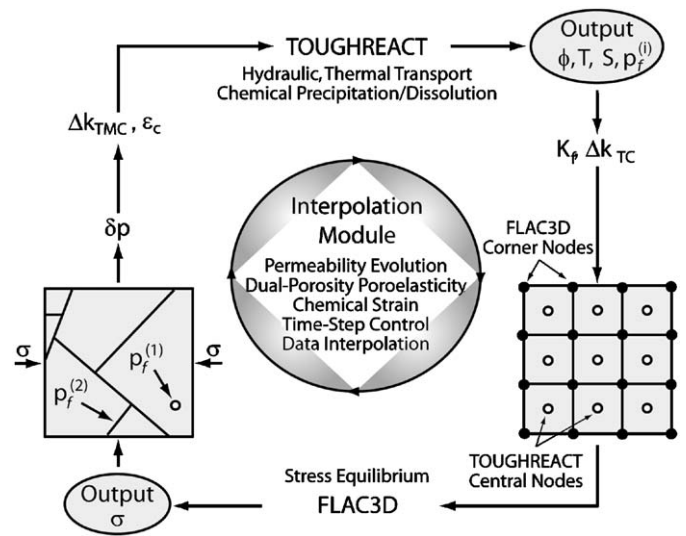 TOUGHREACT
Hydraulic, Thermal Transport
Chemical Precipitation/Dissolution
Output
ϕ, T, S, p_f^(i)
K_f, Δk_TC
FLAC3D
Corner Nodes
TOUGHREACT
Central Nodes
Stress Equilibrium
FLAC3D
Output
σ
σ
σ
p_f^(1)
p_f^(2)
δp
Δk_TMC, ε_c
Interpolation
Module
Permeability Evolution
Dual-Porosity Poroelasticity
Chemical Strain
Time-Step Control
Data Interpolation